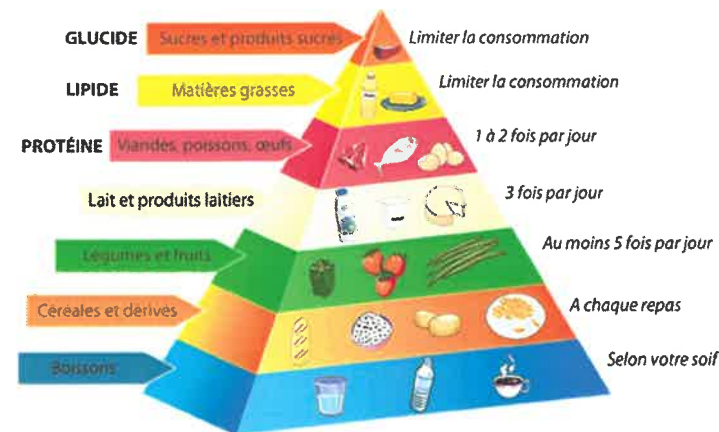 GLUCIDE Sucres et produits sucrés Limiter la consommation
LIPIDE Matières grasses Limiter la consommation
PROTÉINE Viandes, poissons, œufs 1 à 2 fois par jour
Lait et produits laitiers 3 fois par jour
Légumes et fruits Au moins 5 fois par jour
Céréales et dérivés A chaque repas
Boissons Selon votre soif